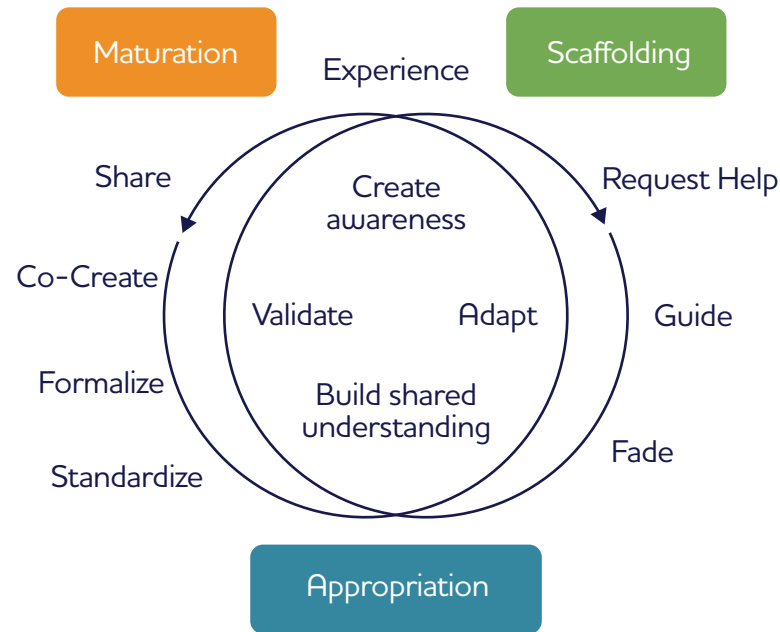 Maturation
Scaffolding
Experience
Share
Request Help
Create
awareness
Co-Create
Validate
Adapt
Guide
Formalize
Build shared
understanding
Fade
Standardize
Appropriation